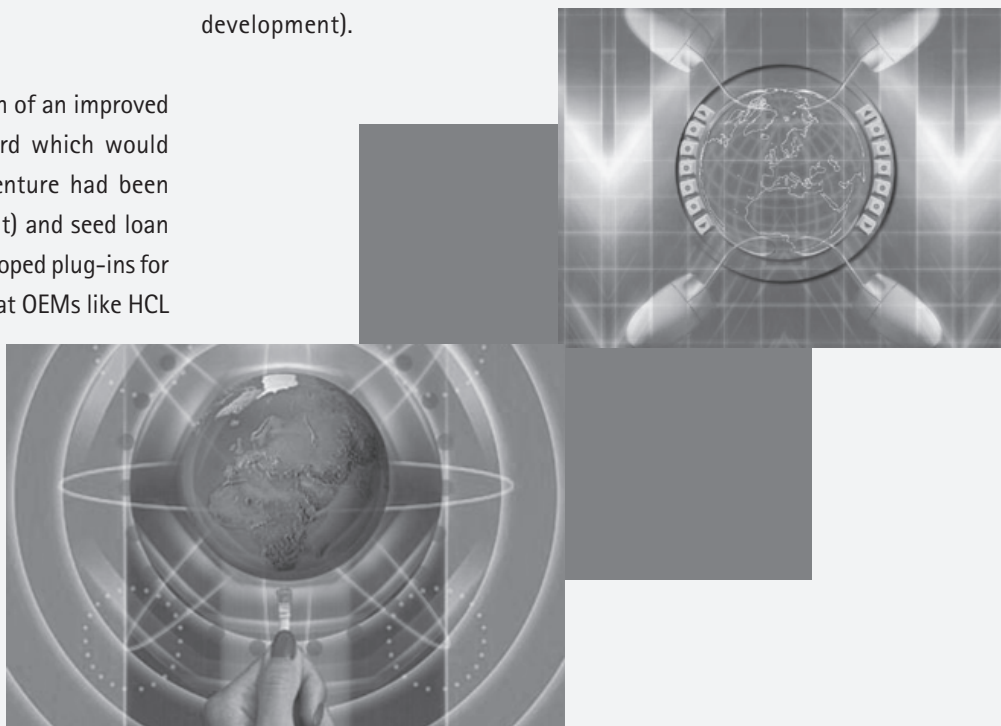 of an improved
rd which would
enture had been
t) and seed loan
oped plug-ins for
at OEMs like HCL
development).